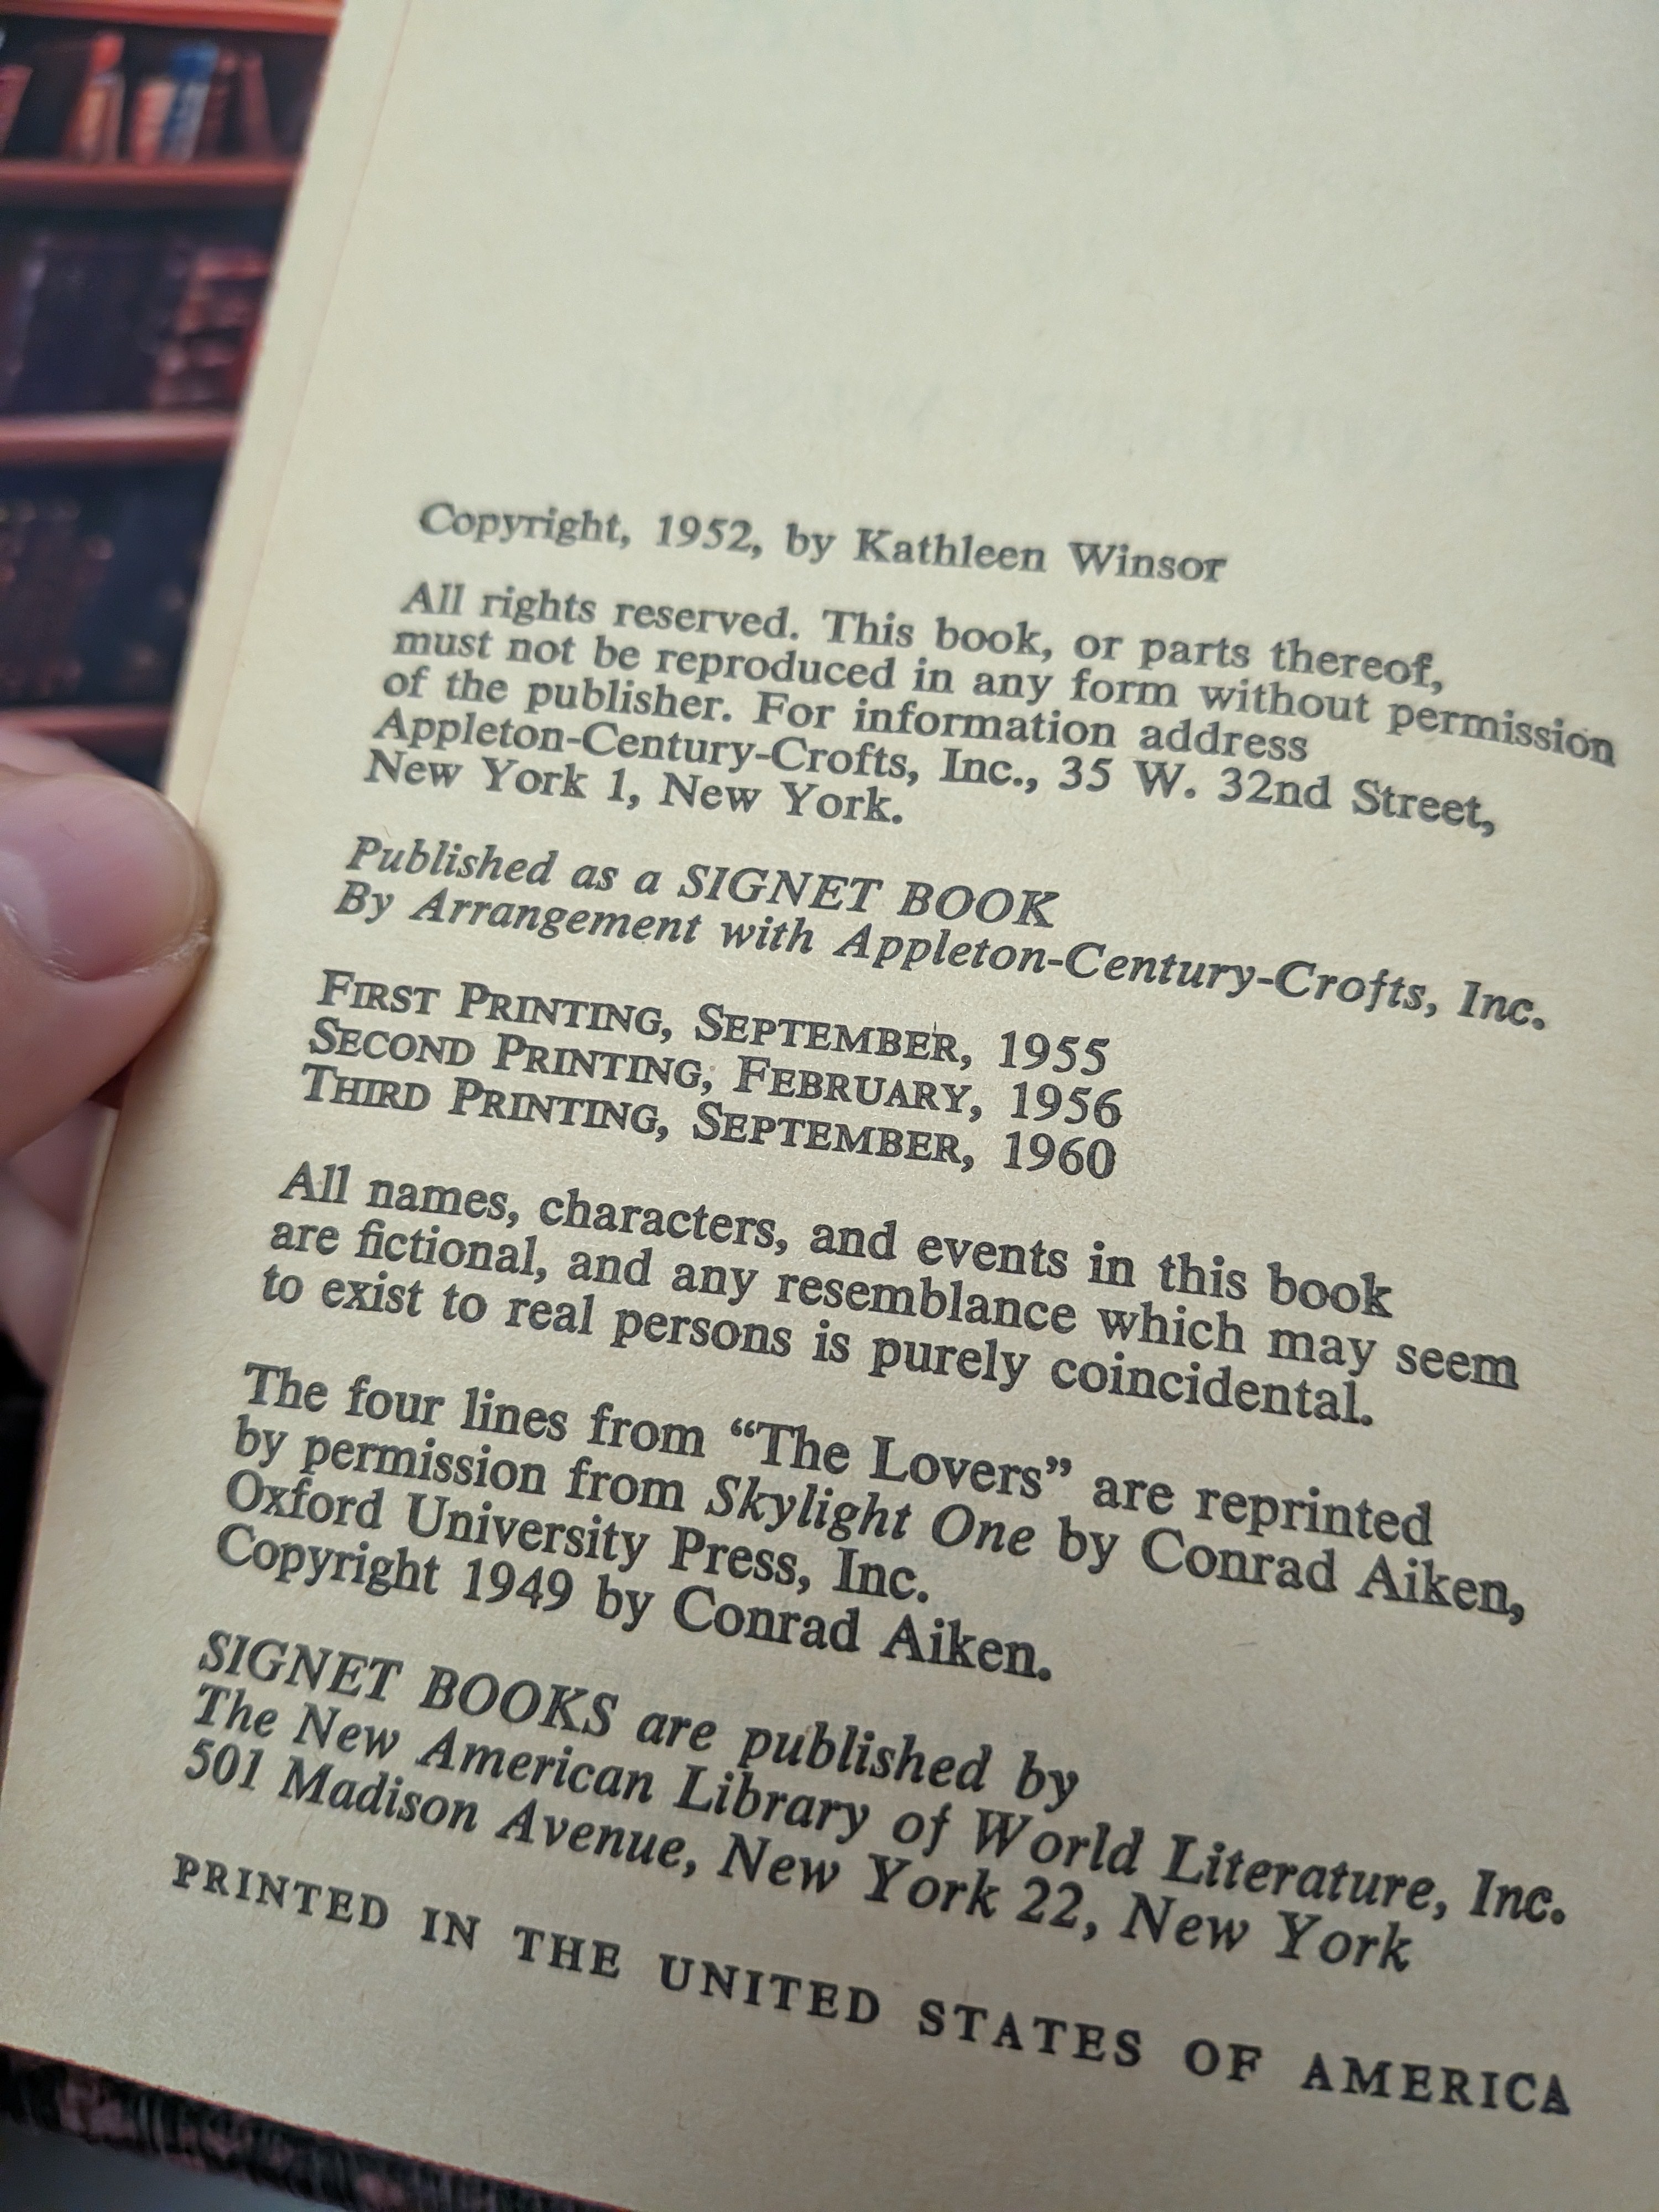 Copyright, 1952, by Kathleen Winsor
All rights reserved. This book, or parts thereof,
must not be reproduced in any form without permission
of the publisher. For information address
Appleton-Century-Crofts, Inc., 35 W. 32nd Street,
New York 1, New York.
Published as a SIGNET BOOK
By Arrangement with Appleton-Century-Crofts, Inc.
FIRST PRINTING, SEPTEMBER, 1955
SECOND PRINTING, FEBRUARY, 1956
THIRD PRINTING, SEPTEMBER, 1960
All names, characters, and events in this book
are fictional, and any resemblance which may seem
to exist to real persons is purely coincidental.
The four lines from “The Lovers” are reprinted
by permission from Skylight One by Conrad Aiken,
Oxford University Press, Inc.
Copyright 1949 by Conrad Aiken.
SIGNET BOOKS are published by
The New American Library of World Literature, Inc.
501 Madison Avenue, New York 22, New York
PRINTED IN THE UNITED STATES OF AMERICA